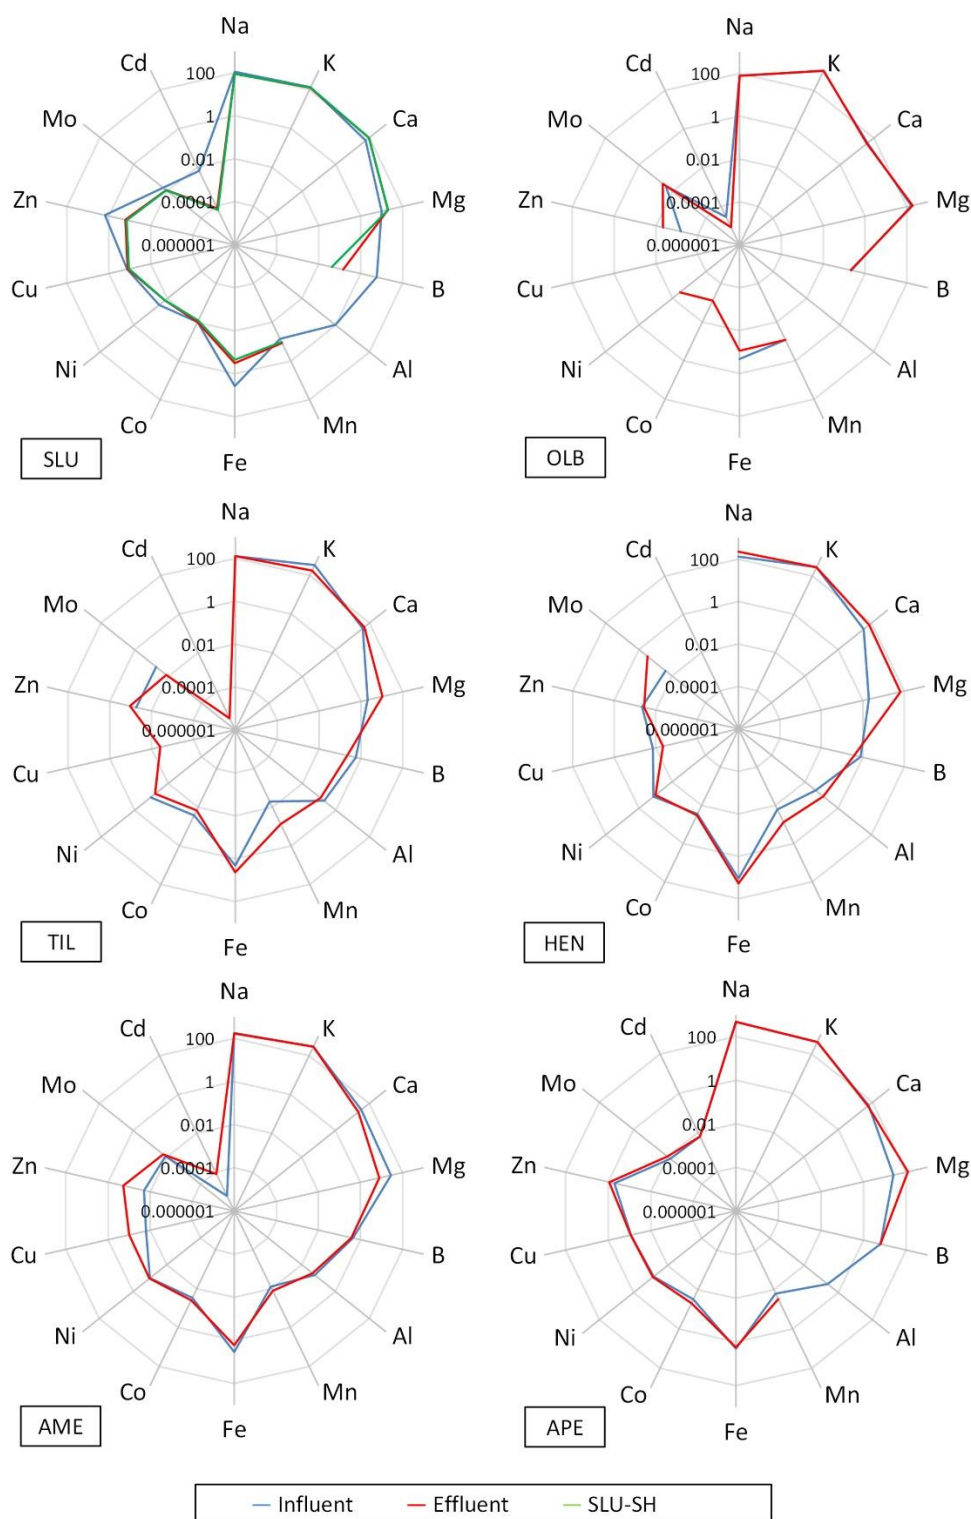 Na
Cd
K
100
Mo
Ca
1
0.01
Zn
Mg
0.0001
0.000001
Cu
B
Ni
Al
Co
Mn
Fe
SLU
Na
Cd
K
100
Mo
Ca
1
0.01
Zn
Mg
0.0001
0.000001
Cu
B
Ni
Al
Co
Mn
Fe
OLB
Na
Cd
K
100
Mo
Ca
1
0.01
Zn
Mg
0.0001
0.000001
Cu
B
Ni
Al
Co
Mn
Fe
TIL
Na
Cd
K
100
Mo
Ca
1
0.01
Zn
Mg
0.0001
0.000001
Cu
B
Ni
Al
Co
Mn
Fe
HEN
Na
Cd
K
100
Mo
Ca
1
0.01
Zn
Mg
0.0001
0.000001
Cu
B
Ni
Al
Co
Mn
Fe
AME
Na
Cd
K
100
Mo
Ca
1
0.01
Zn
Mg
0.0001
0.000001
Cu
B
Ni
Al
Co
Mn
Fe
APE
Influent Effluent SLU-SH